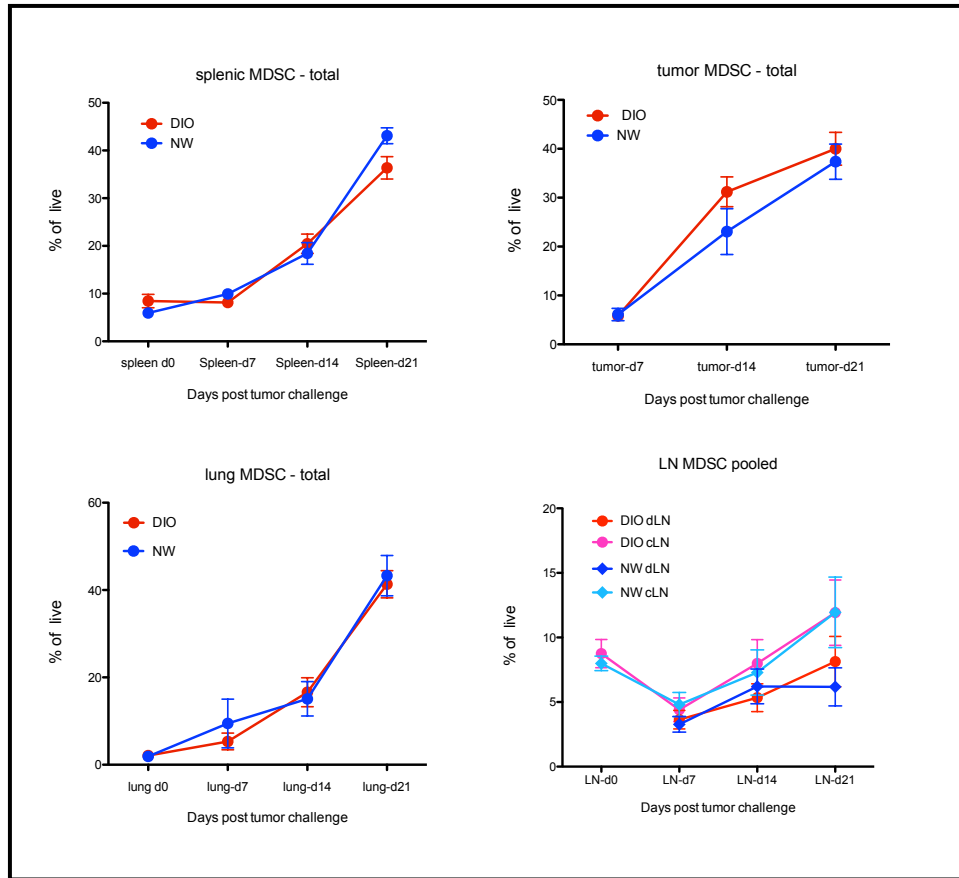 splenic MDSC - total
DIO
NW
% of live
50
40
30
20
10
0
spleen d0 Spleen-d7 Spleen-d14 Spleen-d21
Days post tumor challenge
tumor MDSC - total
DIO
NW
% of live
50
40
30
20
10
0
tumor-d7 tumor-d14 tumor-d21
Days post tumor challenge
lung MDSC - total
DIO
NW
% of live
60
40
20
0
lung d0 lung-d7 lung-d14 lung-d21
Days post tumor challenge
LN MDSC pooled
DIO dLN
DIO cLN
NW dLN
NW cLN
% of live
20
15
10
5
0
LN-d0 LN-d7 LN-d14 LN-d21
Days post tumor challenge